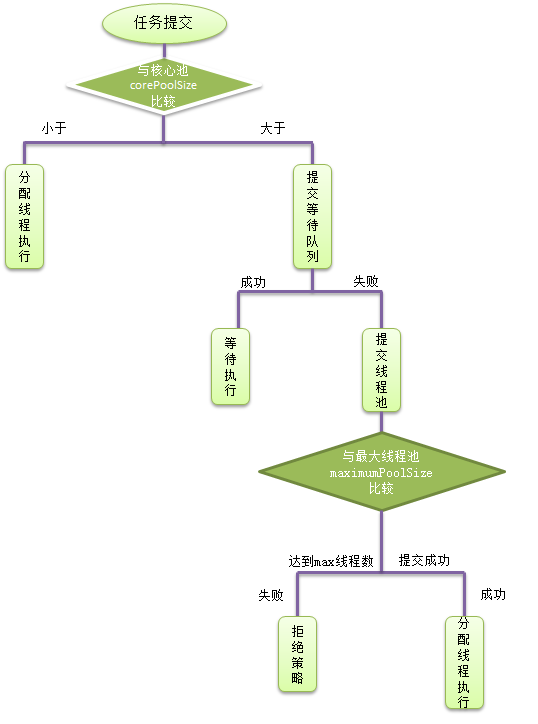 任务提交
与核心池
corePoolSize
比较
小于
大于
分配线程执行
提交等待队列
成功
失败
等待执行
提交线程池
与最大线程池
maximumPoolSize
比较
达到max线程数
提交成功
失败
成功
拒绝策略
分配线程执行